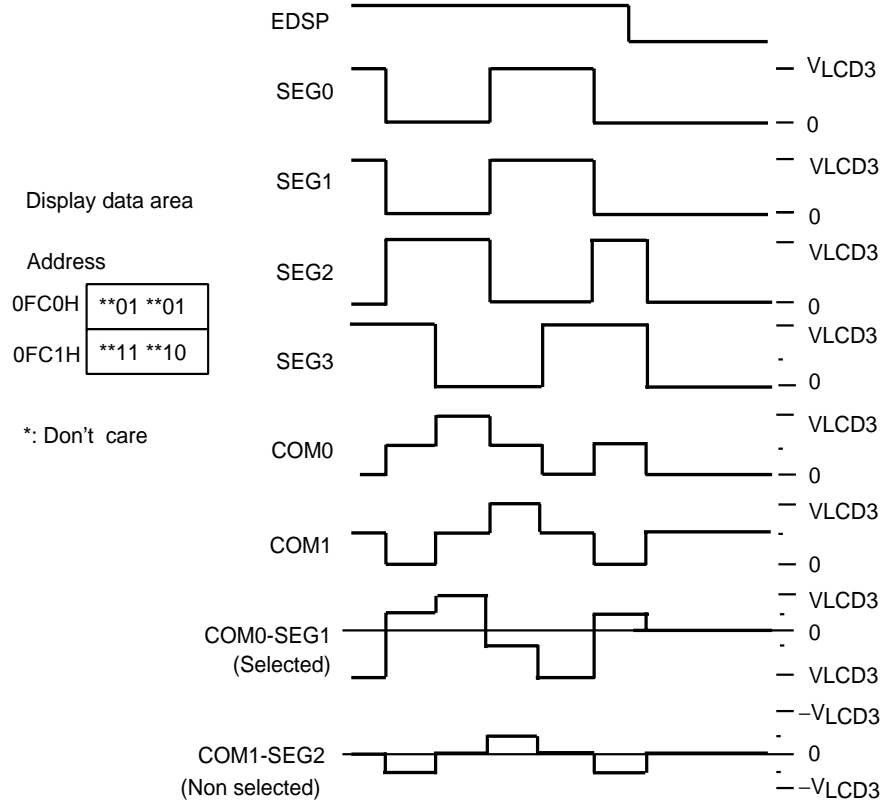 EDSP
VLCD3
SEG0
0
VLCD3
SEG1
Display data area
0
VLCD3
Address
SEG2
0FC0H **01 **01
0
VLCD3
0FC1H **11 **10
SEG3
0
VLCD3
*: Don't care
COM0
0
VLCD3
COM1
0
VLCD3
COM0-SEG1
0
(Selected)
VLCD3
−VLCD3
COM1-SEG2
0
(Non selected)
−VLCD3